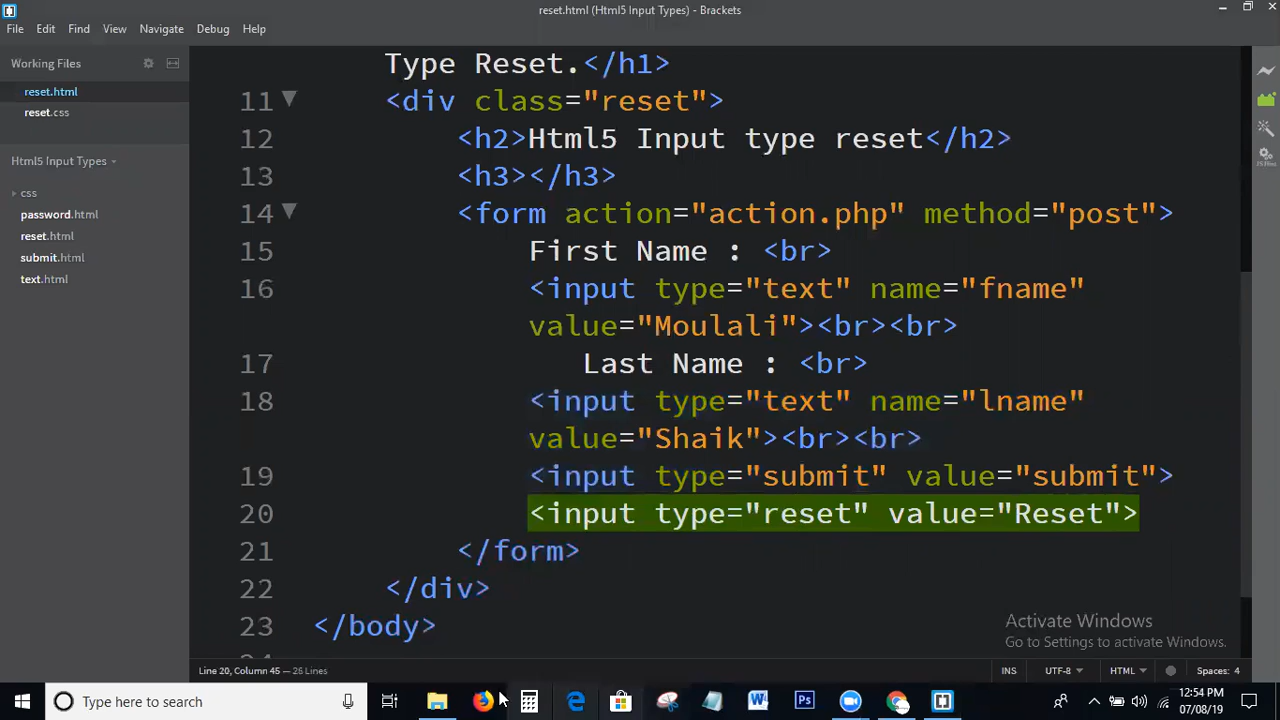 reset.html (Html5 Input Types) - Brackets
File Edit Find View Navigate Debug Help
Working Files
reset.html
reset.css
Html5 Input Types
css
password.html
reset.html
submit.html
text.html
Type Reset.</h1>
11 <div class="reset">
12 <h2>Html5 Input type reset</h2>
13 <h3></h3>
14 <form action="action.php" method="post">
15 First Name : <br>
16 <input type="text" name="fname"
value="Moulali"><br><br>
17 Last Name : <br>
18 <input type="text" name="lname"
value="Shaik"><br><br>
19 <input type="submit" value="submit">
20 <input type="reset" value="Reset">
21 </form>
22 </div>
23 </body>
Activate Windows
Go to Settings to activate Windows.
Line 20, Column 45 — 26 Lines
INS UTF-8 HTML Spaces: 4
Type here to search
W
Ps
12:54 PM
07/08/19